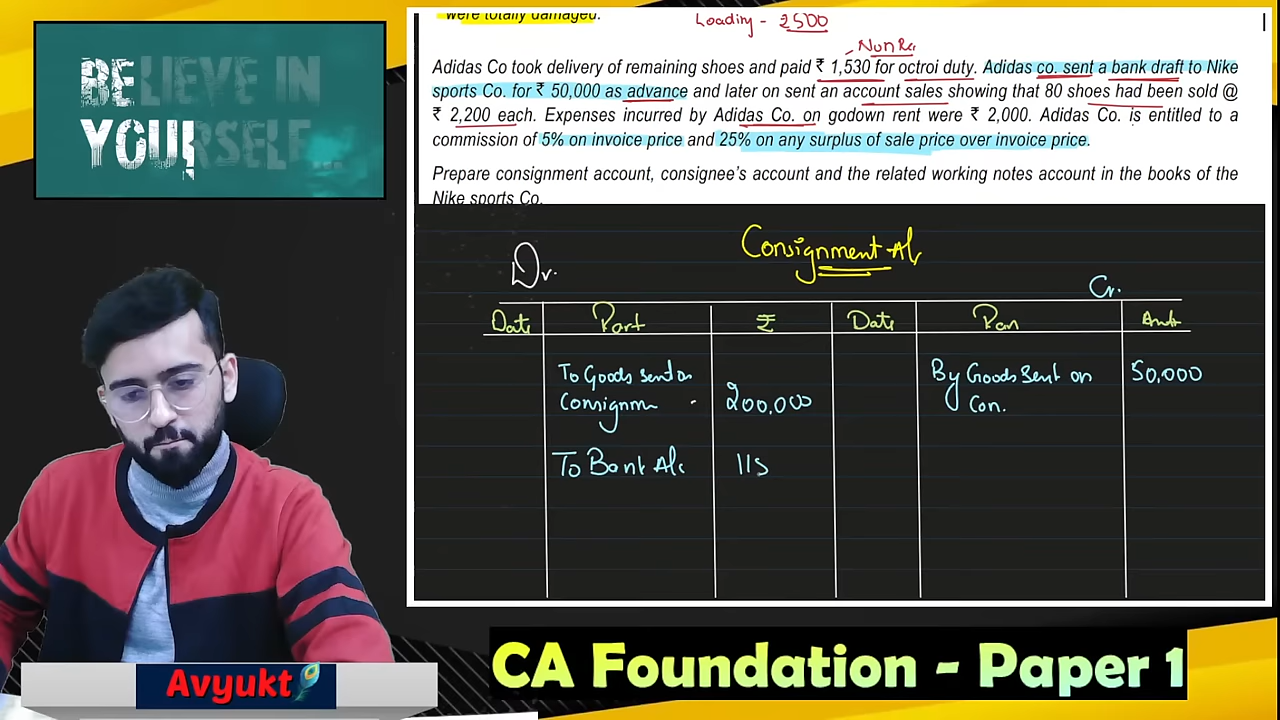 BELIEVE IN
YOURSELF...
were totally damaged.
Loading - 2500
Non Re
Adidas Co took delivery of remaining shoes and paid ₹ 1,530 for octroi duty. Adidas co. sent a bank draft to Nike
sports Co. for ₹ 50,000 as advance and later on sent an account sales showing that 80 shoes had been sold @
₹ 2,200 each. Expenses incurred by Adidas Co. on godown rent were ₹ 2,000. Adidas Co. is entitled to a
commission of 5% on invoice price and 25% on any surplus of sale price over invoice price.
Prepare consignment account, consignee's account and the related working notes account in the books of the
Nike sports Co.
Consignment A/c
Dr.
Cr.
Date Part ₹ Date Par Amt
To Goods sent on By Goods Sent on 50,000
Consignm 200,000 Con.
To Bank A/c 115
Avyukt
CA Foundation - Paper 1